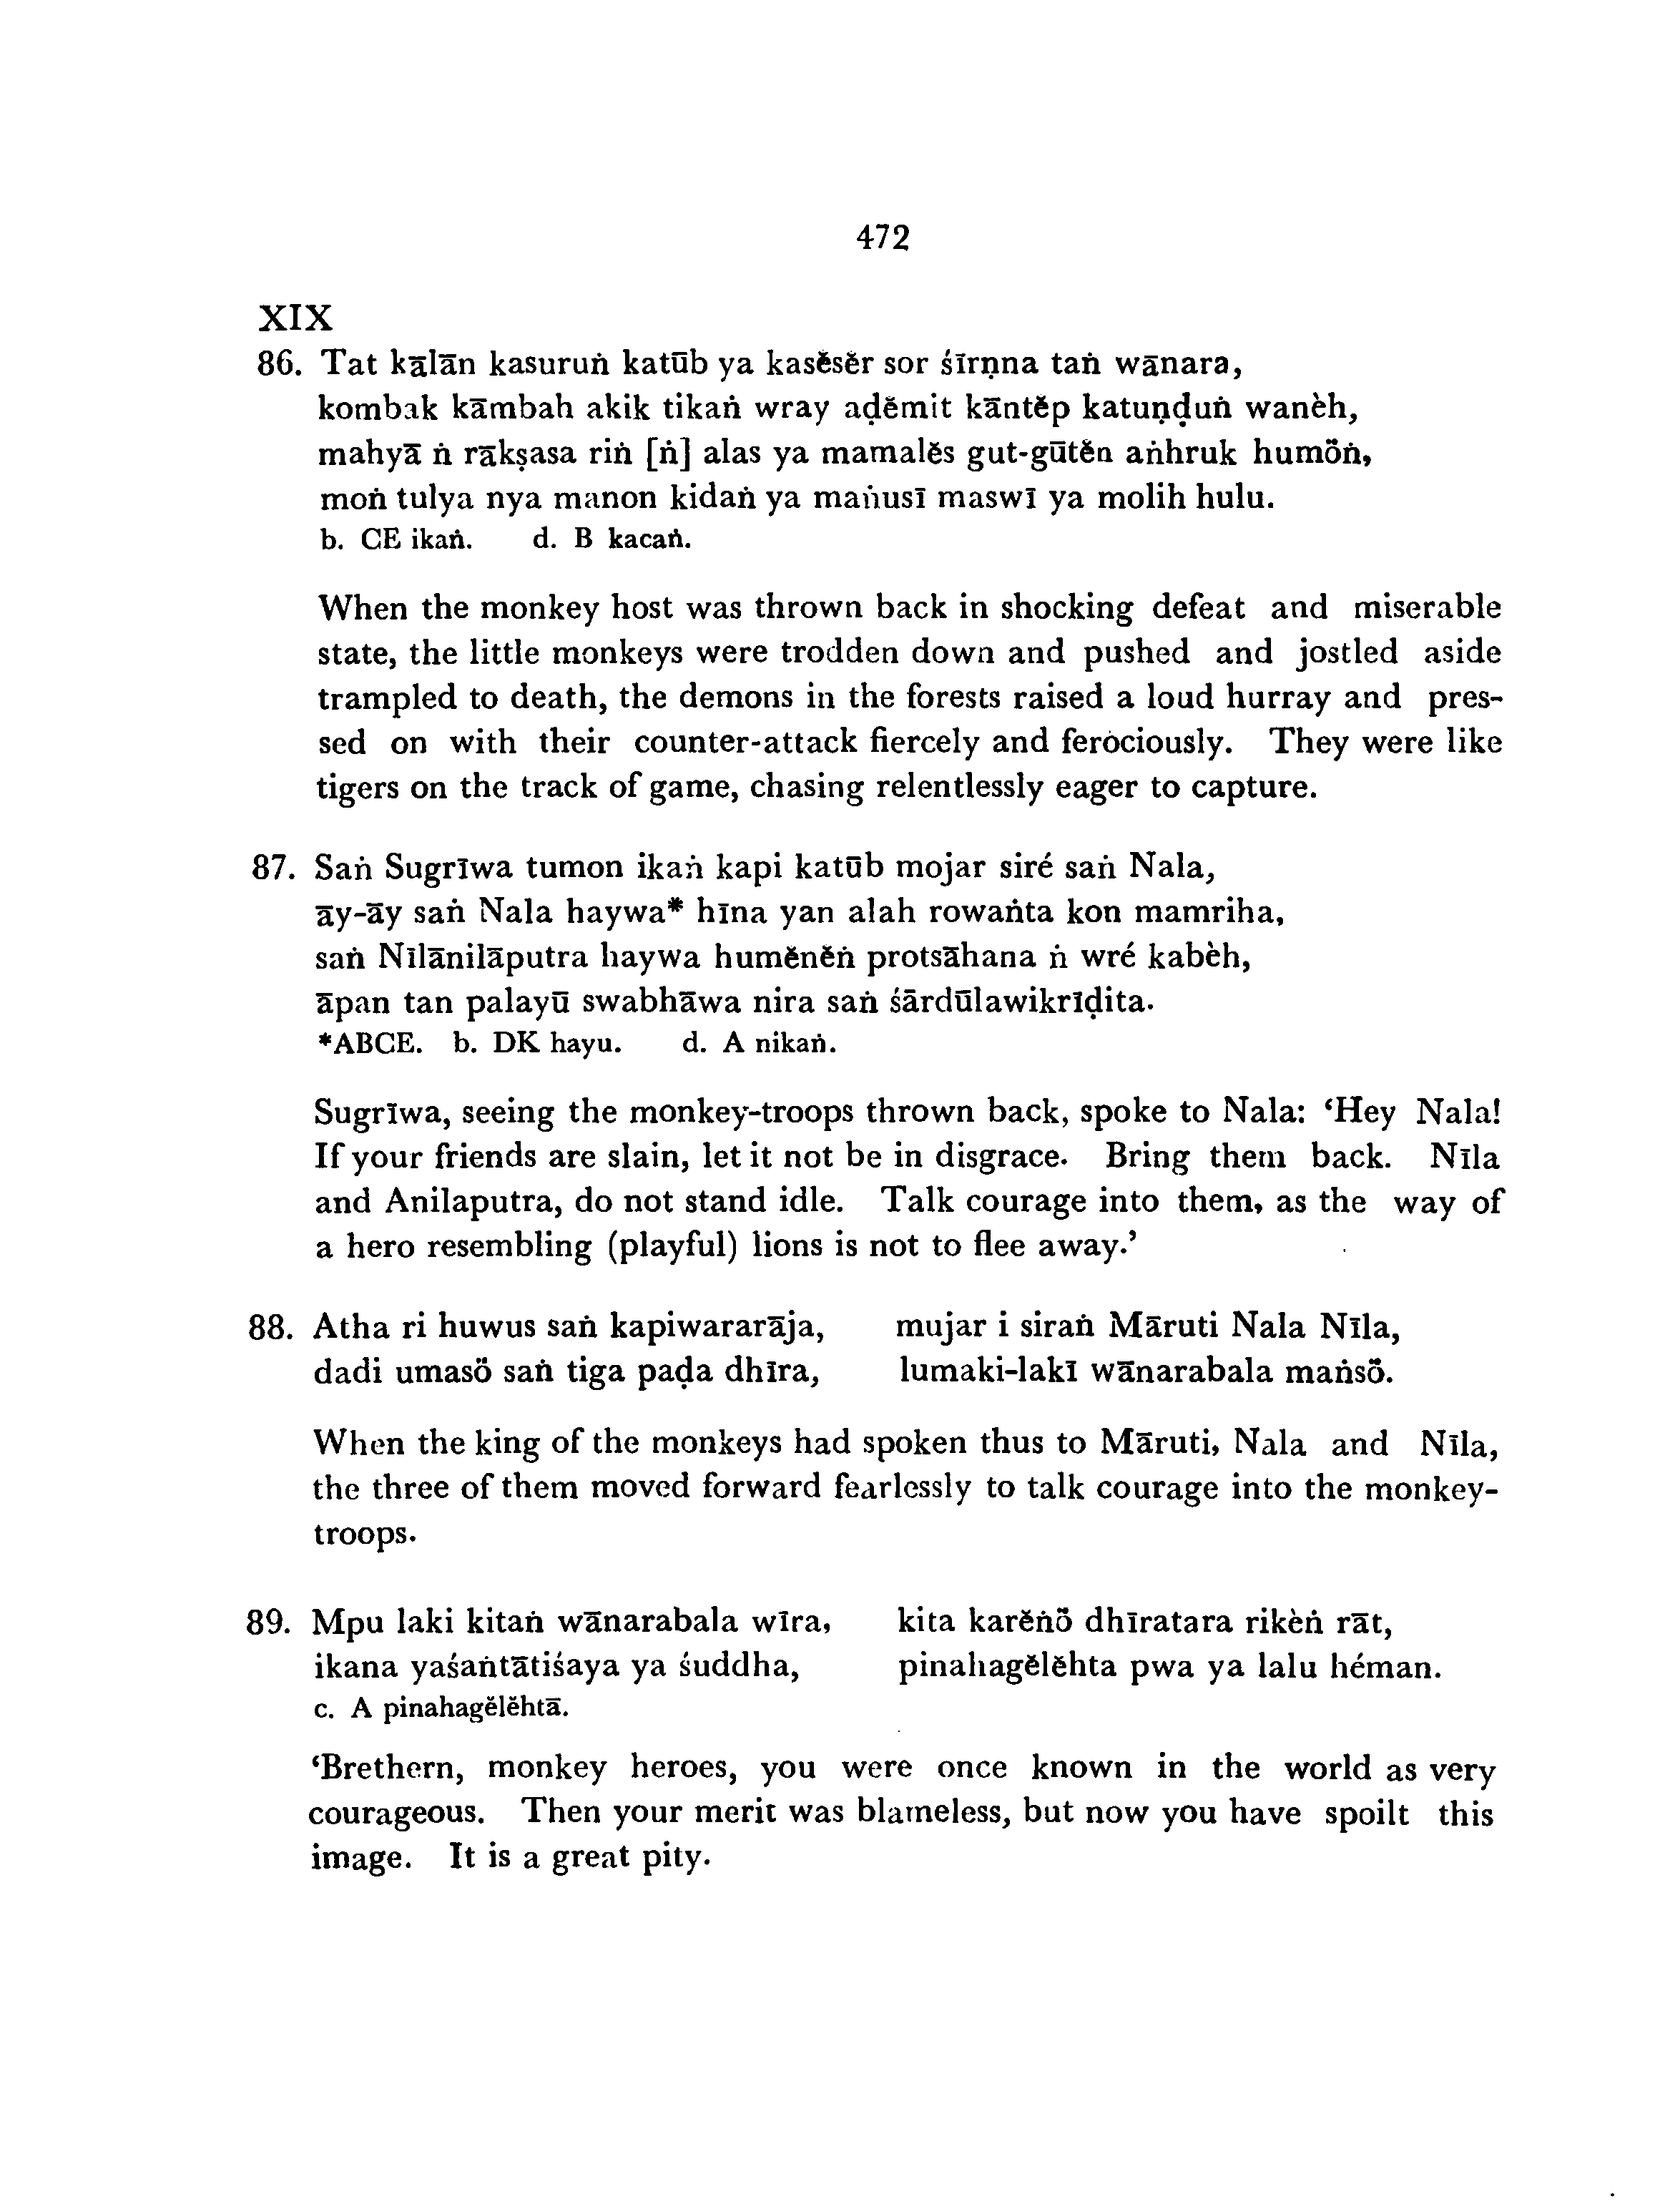 472
XIX
86. Tat kālān kasuruṅ katūb ya kasĕsĕr sor śīrṇna taṅ wānara,
kombak kāmbah akik tikaṅ wray aḍĕmit kāntĕp katuṇḍuṅ wanèh,
mahyā ṅ rākṣasa riṅ [ṅ] alas ya mamalĕs gut-gūtĕn aṅhruk humöṅ,
moṅ tulya nya manon kidaṅ ya maṅusī maswī ya molih hulu.
b. CE ikaṅ. d. B kacaṅ.
When the monkey host was thrown back in shocking defeat and miserable
state, the little monkeys were trodden down and pushed and jostled aside
trampled to death, the demons in the forests raised a loud hurray and pres-
sed on with their counter-attack fiercely and ferociously. They were like
tigers on the track of game, chasing relentlessly eager to capture.
87. Saṅ Sugrīwa tumon ikaṅ kapi katūb mojar siré saṅ Nala,
āy-āy saṅ Nala haywa* hīna yan alah rowaṅta kon mamriha,
saṅ Nīlānilāputra haywa humĕnĕṅ protsāhana ṅ wré kabèh,
āpan tan palayū swabhāwa nira saṅ śārdūlawikrīḍita.
*ABCE. b. DK hayu. d. A nikaṅ.
Sugrīwa, seeing the monkey-troops thrown back, spoke to Nala: ‘Hey Nala!
If your friends are slain, let it not be in disgrace. Bring them back. Nīla
and Anilaputra, do not stand idle. Talk courage into them, as the way of
a hero resembling (playful) lions is not to flee away.’
88. Atha ri huwus saṅ kapiwararāja, mujar i siraṅ Māruti Nala Nīla,
dadi umasö saṅ tiga paḍa dhīra, lumaki-lakī wānarabala maṅsö.
When the king of the monkeys had spoken thus to Māruti, Nala and Nīla,
the three of them moved forward fearlessly to talk courage into the monkey-
troops.
89. Mpu laki kitaṅ wānarabala wīra, kita karĕṅö dhīratara rikèṅ rāt,
ikana yaśaṅtātiśaya ya śuddha, pinahagĕlĕhta pwa ya lalu héman.
c. A pinahagĕlĕhtā.
‘Brethern, monkey heroes, you were once known in the world as very
courageous. Then your merit was blameless, but now you have spoilt this
image. It is a great pity.